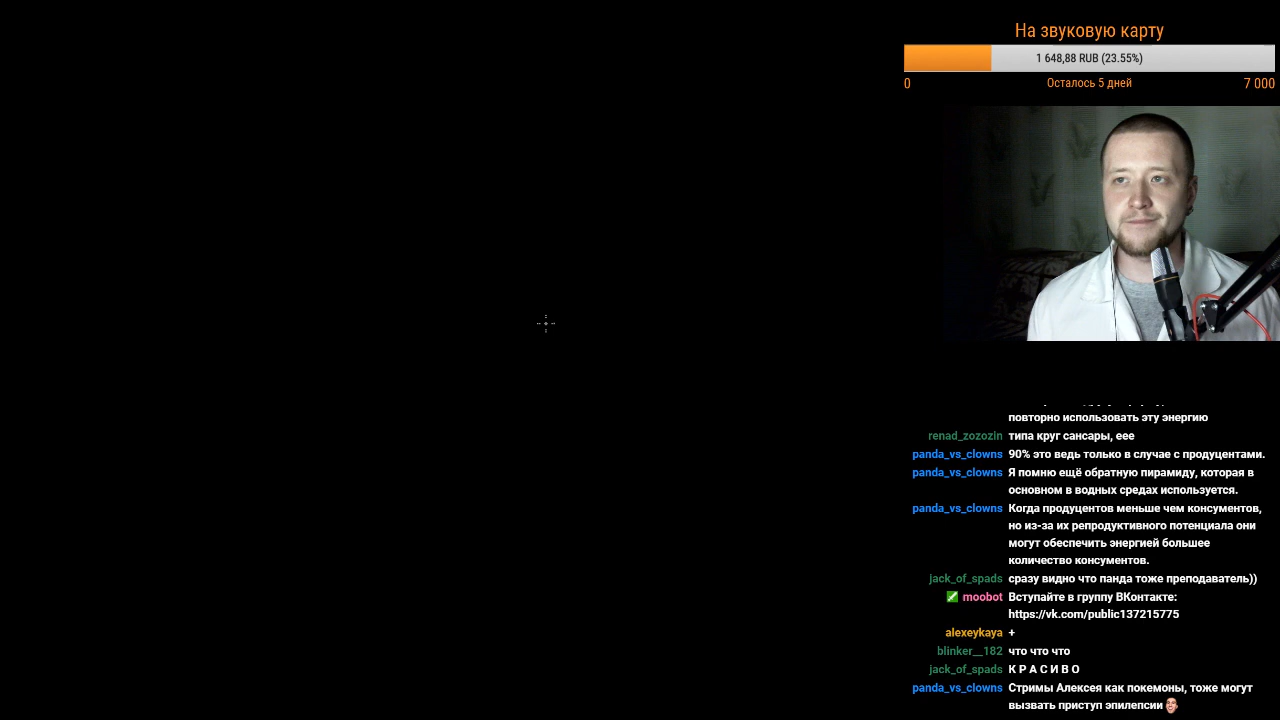 На звуковую карту
1 648,88 RUB (23.55%)
0 Осталось 5 дней 7 000
повторно использовать эту энергию
renad_zozozin типа круг сансары, еее
panda_vs_clowns 90% это ведь только в случае с продуцентами.
panda_vs_clowns Я помню ещё обратную пирамиду, которая в
основном в водных средах используется.
panda_vs_clowns Когда продуцентов меньше чем консументов,
но из-за их репродуктивного потенциала они
могут обеспечить энергией большее
количество консументов.
jack_of_spads сразу видно что панда тоже преподаватель))
moobot Вступайте в группу ВКонтакте:
https://vk.com/public137215775
alexeykaya +
blinker__182 что что что
jack_of_spads К Р А С И В О
panda_vs_clowns Стримы Алексея как покемоны, тоже могут
вызвать приступ эпилепсии